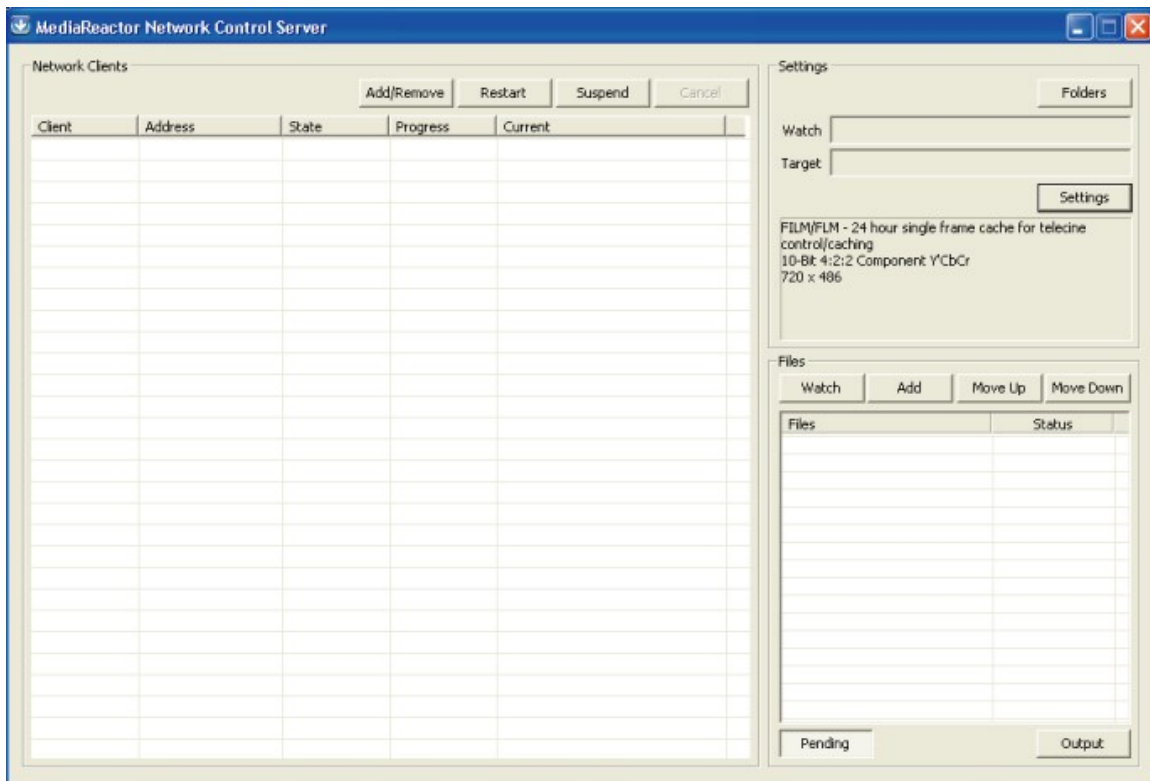 MediaReactor Network Control Server
Network Clients
Add/Remove Restart Suspend Cancel
Client Address State Progress Current
Settings
Folders
Watch
Target
Settings
FILM/FLM - 24 hour single frame cache for telecine
control/caching
10-Bit 4:2:2 Component Y'CbCr
720 x 486
Files
Watch Add Move Up Move Down
Files Status
Pending Output